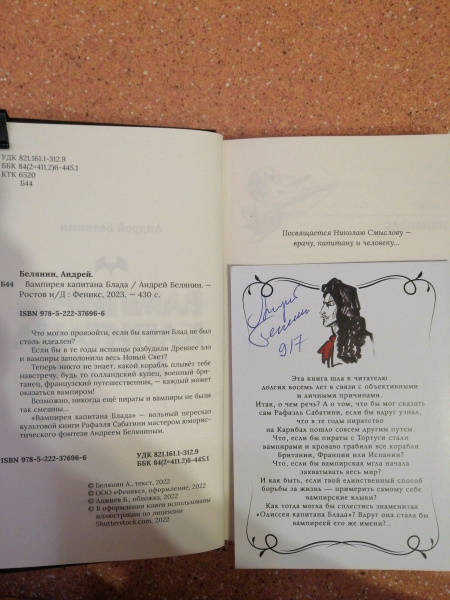 УДК 821.161.1-312.9
ББК 84(2=411.2)6-445.1
КТК 6520
Б44
Белянин, Андрей.
Б44 Вампирея капитана Блада / Андрей Белянин. —
Ростов н/Д : Феникс, 2023. — 430 с.
ISBN 978-5-222-37696-6
Что могло произойти, если бы капитан Блад не был
столь идеален?
Если бы в те годы испанцы разбудили Древнее зло
и вампиры заполонили весь Новый Свет?
Теперь никто не знает, какой корабль плывёт тебе
навстречу, будь то голландский купец, военный бри-
танец, французский путешественник, — каждый может
оказаться вампиром!
Возможно, никогда ещё пираты и вампиры не были
так смешны...
«Вампирея капитана Блада» — вольный пересказ
культовой книги Рафаэля Сабатини мастером юморис-
тического фэнтези Андреем Беляниным.
УДК 821.161.1-312.9
ISBN 978-5-222-37696-6 ББК 84(2=411.2)6-445.1
© Белянин А., текст, 2022
© ООО «Феникс», оформление, 2022
© Аджиев Б., обложка, 2022
© В оформлении книги использованы
иллюстрации по лицензии
Shutterstock.com, 2022
Посвящается Николаю Смыслову —
врачу, капитану и человеку...
Андрей
Белянин
Эта книга шла к читателю
долгих восемь лет в связи с объективными
и личными причинами.
Итак, о чем речь? А о том, что бы мог сказать
сам Рафаэль Сабатини, если бы вдруг узнал,
что в те годы пиратство
на Карибах пошло совсем другим путем.
Что, если бы пираты с Тортуги стали
вампирами и кроваво грабили все корабли
Британии, Франции или Испании?
Что, если бы вампирская мгла начала
захватывать весь мир?
И как быть, если твой единственный способ
борьбы за жизнь — примерить самому себе
вампирские клыки?
Как тогда могла бы сплестись знаменитая
«Одиссея капитана Блада»? Вдруг она стала бы
вампиреей его же имени?..